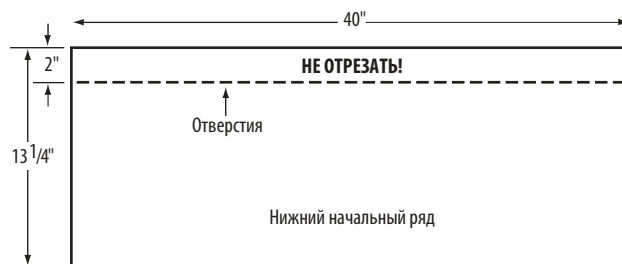 40"
2"
НЕ ОТРЕЗАТЬ!
Отверстия
13 1/4"
Нижний начальный ряд